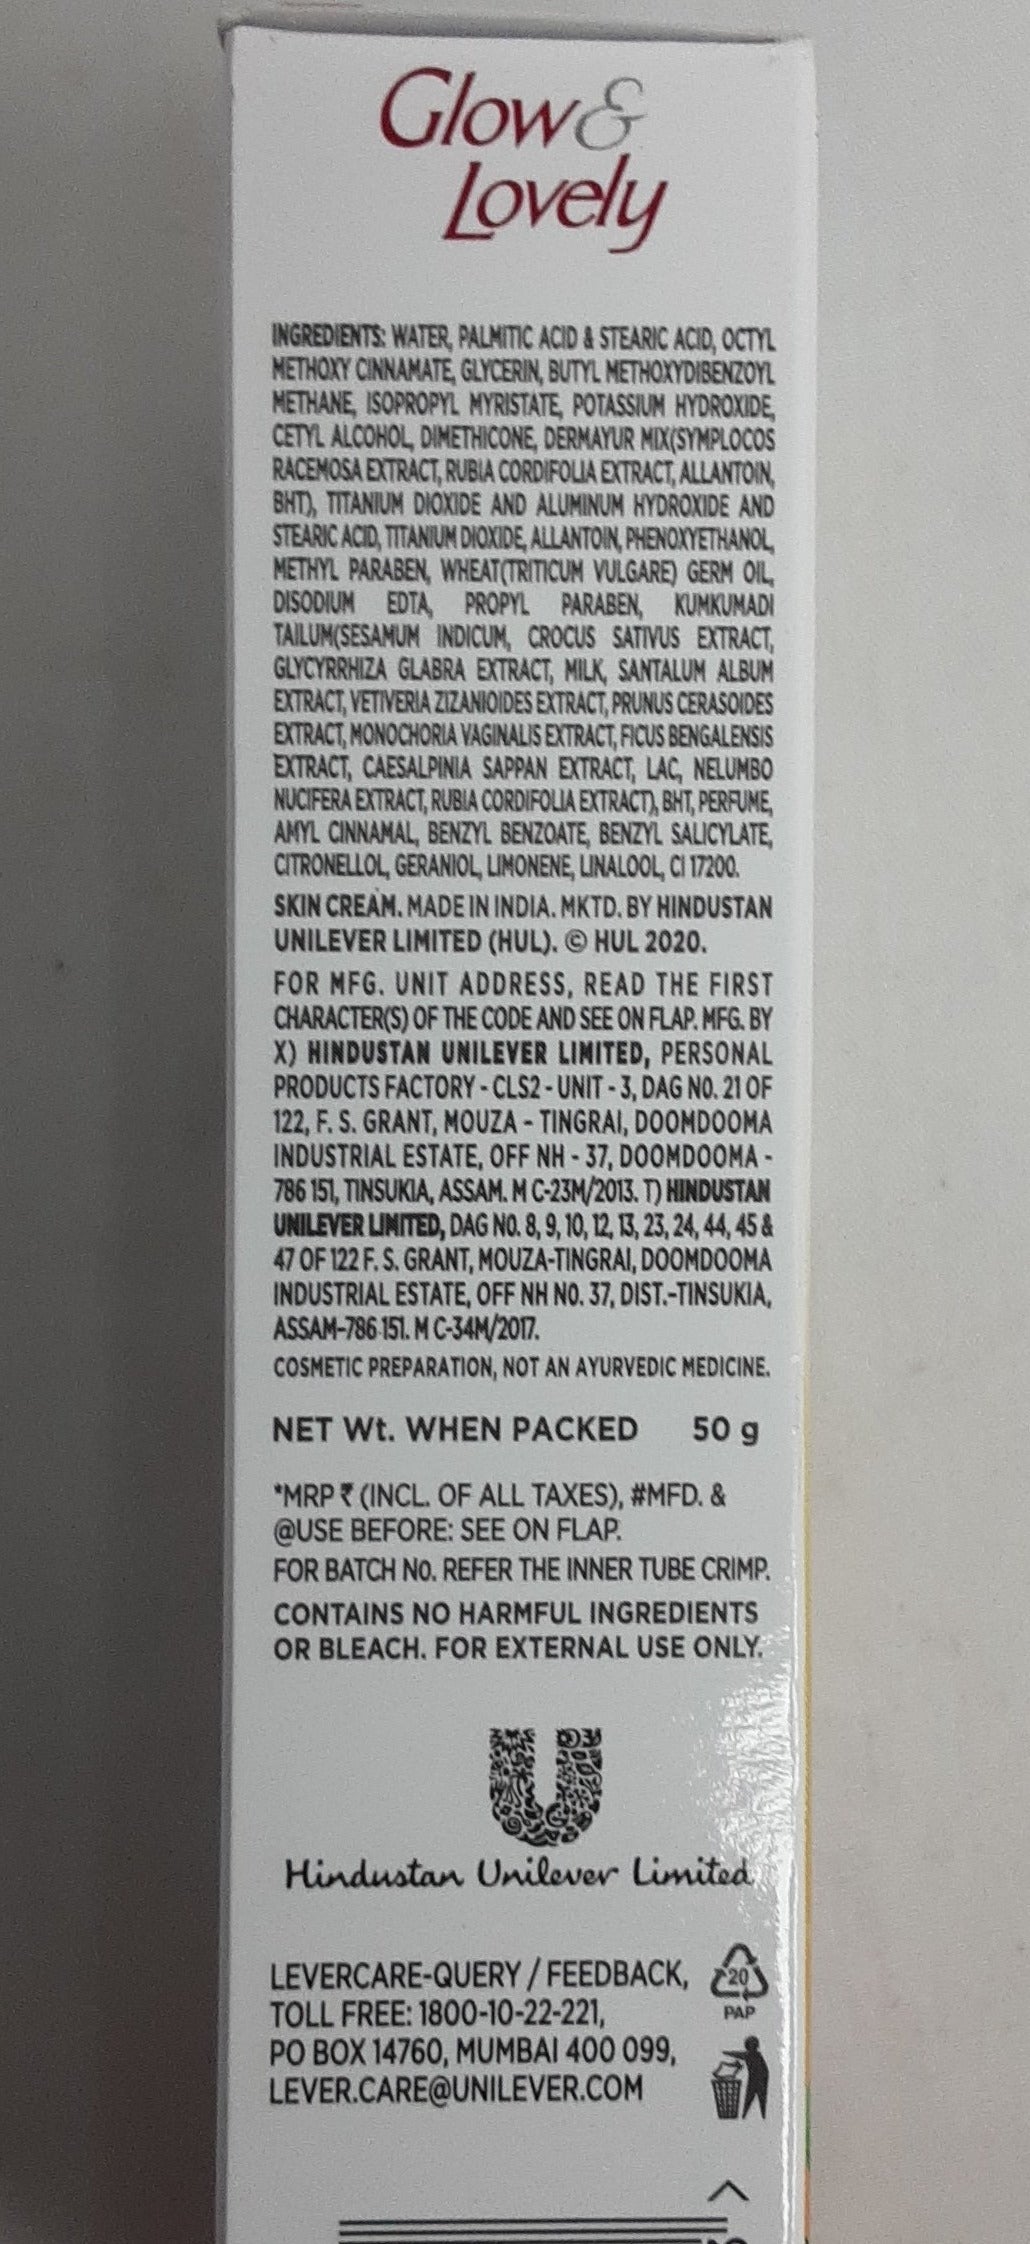 Glow &
Lovely
INGREDIENTS: WATER, PALMITIC ACID & STEARIC ACID, OCTYL
METHOXY CINNAMATE, GLYCERIN, BUTYL METHOXYDIBENZOYL
METHANE, ISOPROPYL MYRISTATE, POTASSIUM HYDROXIDE,
CETYL ALCOHOL, DIMETHICONE, DERMAYUR MIX(SYMPLOCOS
RACEMOSA EXTRACT, RUBIA CORDIFOLIA EXTRACT, ALLANTOIN,
BHT), TITANIUM DIOXIDE AND ALUMINUM HYDROXIDE AND
STEARIC ACID, TITANIUM DIOXIDE, ALLANTOIN, PHENOXYETHANOL,
METHYL PARABEN, WHEAT(TRITICUM VULGARE) GERM OIL,
DISODIUM EDTA, PROPYL PARABEN, KUMKUMADI
TAILUM(SESAMUM INDICUM, CROCUS SATIVUS EXTRACT,
GLYCYRRHIZA GLABRA EXTRACT, MILK, SANTALUM ALBUM
EXTRACT, VETIVERIA ZIZANIOIDES EXTRACT, PRUNUS CERASOIDES
EXTRACT, MONOCHORIA VAGINALIS EXTRACT, FICUS BENGALENSIS
EXTRACT, CAESALPINIA SAPPAN EXTRACT, LAC, NELUMBO
NUCIFERA EXTRACT, RUBIA CORDIFOLIA EXTRACT), BHT, PERFUME,
AMYL CINNAMAL, BENZYL BENZOATE, BENZYL SALICYLATE,
CITRONELLOL, GERANIOL, LIMONENE, LINALOOL, CI 17200.
SKIN CREAM. MADE IN INDIA. MKTD. BY HINDUSTAN
UNILEVER LIMITED (HUL). © HUL 2020.
FOR MFG. UNIT ADDRESS, READ THE FIRST
CHARACTER(S) OF THE CODE AND SEE ON FLAP. MFG. BY
X) HINDUSTAN UNILEVER LIMITED, PERSONAL
PRODUCTS FACTORY - CLS2 - UNIT - 3, DAG NO. 21 OF
122, F. S. GRANT, MOUZA - TINGRAI, DOOMDOOMA
INDUSTRIAL ESTATE, OFF NH - 37, DOOMDOOMA -
786 151, TINSUKIA, ASSAM. M C-23M/2013. T) HINDUSTAN
UNILEVER LIMITED, DAG NO. 8, 9, 10, 12, 13, 23, 24, 44, 45 &
47 OF 122 F. S. GRANT, MOUZA-TINGRAI, DOOMDOOMA
INDUSTRIAL ESTATE, OFF NH NO. 37, DIST.-TINSUKIA,
ASSAM-786 151. M C-34M/2017.
COSMETIC PREPARATION, NOT AN AYURVEDIC MEDICINE.
NET Wt. WHEN PACKED 50 g
*MRP ₹ (INCL. OF ALL TAXES), #MFD. &
@USE BEFORE: SEE ON FLAP.
FOR BATCH No. REFER THE INNER TUBE CRIMP.
CONTAINS NO HARMFUL INGREDIENTS
OR BLEACH. FOR EXTERNAL USE ONLY.
Hindustan Unilever Limited
LEVERCARE-QUERY / FEEDBACK,
TOLL FREE: 1800-10-22-221,
PO BOX 14760, MUMBAI 400 099,
LEVER.CARE@UNILEVER.COM
20
PAP